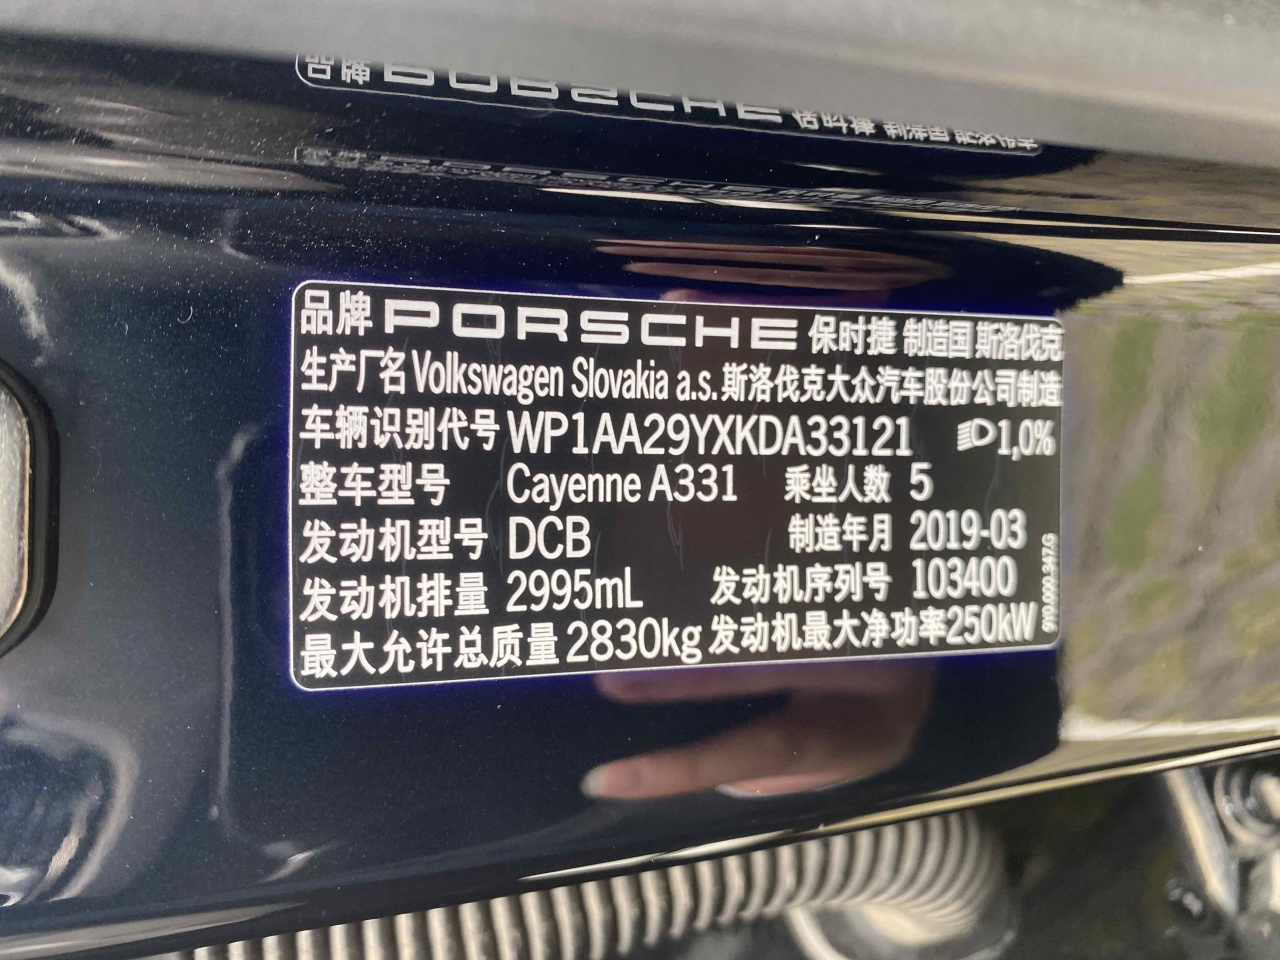 品牌 PORSCHE 保时捷 制造国 斯洛伐克
生产厂名 Volkswagen Slovakia a.s. 斯洛伐克大众汽车股份公司制造
车辆识别代号 WP1AA29YXKDA33121 1,0%
整车型号 Cayenne A331 乘坐人数 5
发动机型号 DCB 制造年月 2019-03
发动机排量 2995mL 发动机序列号 103400
最大允许总质量 2830kg 发动机最大净功率 250kW
9Y0.000.347.G